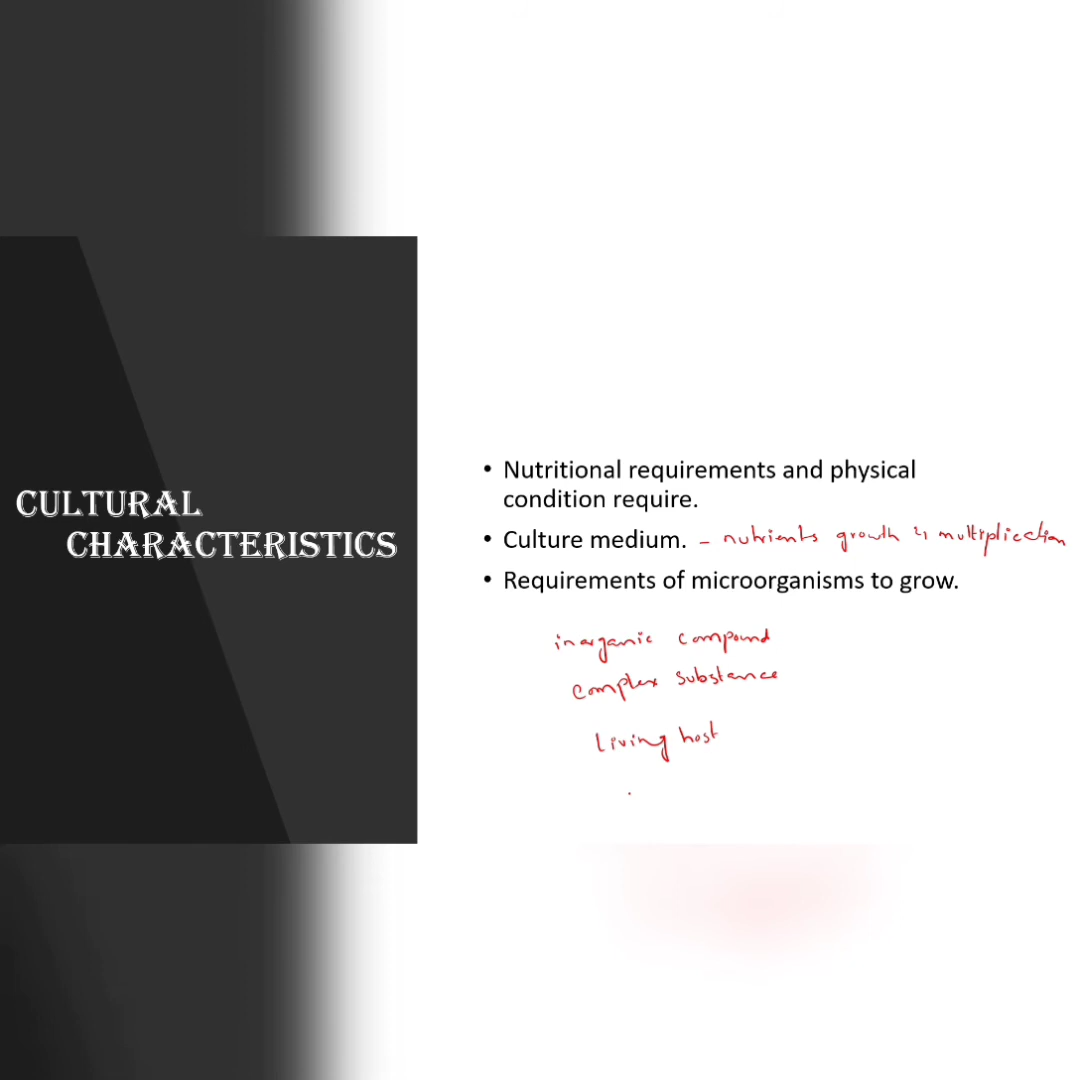 CULTURAL
CHARACTERISTICS
• Nutritional requirements and physical
condition require.
• Culture medium. - nutrients growth & multiplication
• Requirements of microorganisms to grow.
inorganic compound
complex substance
living host